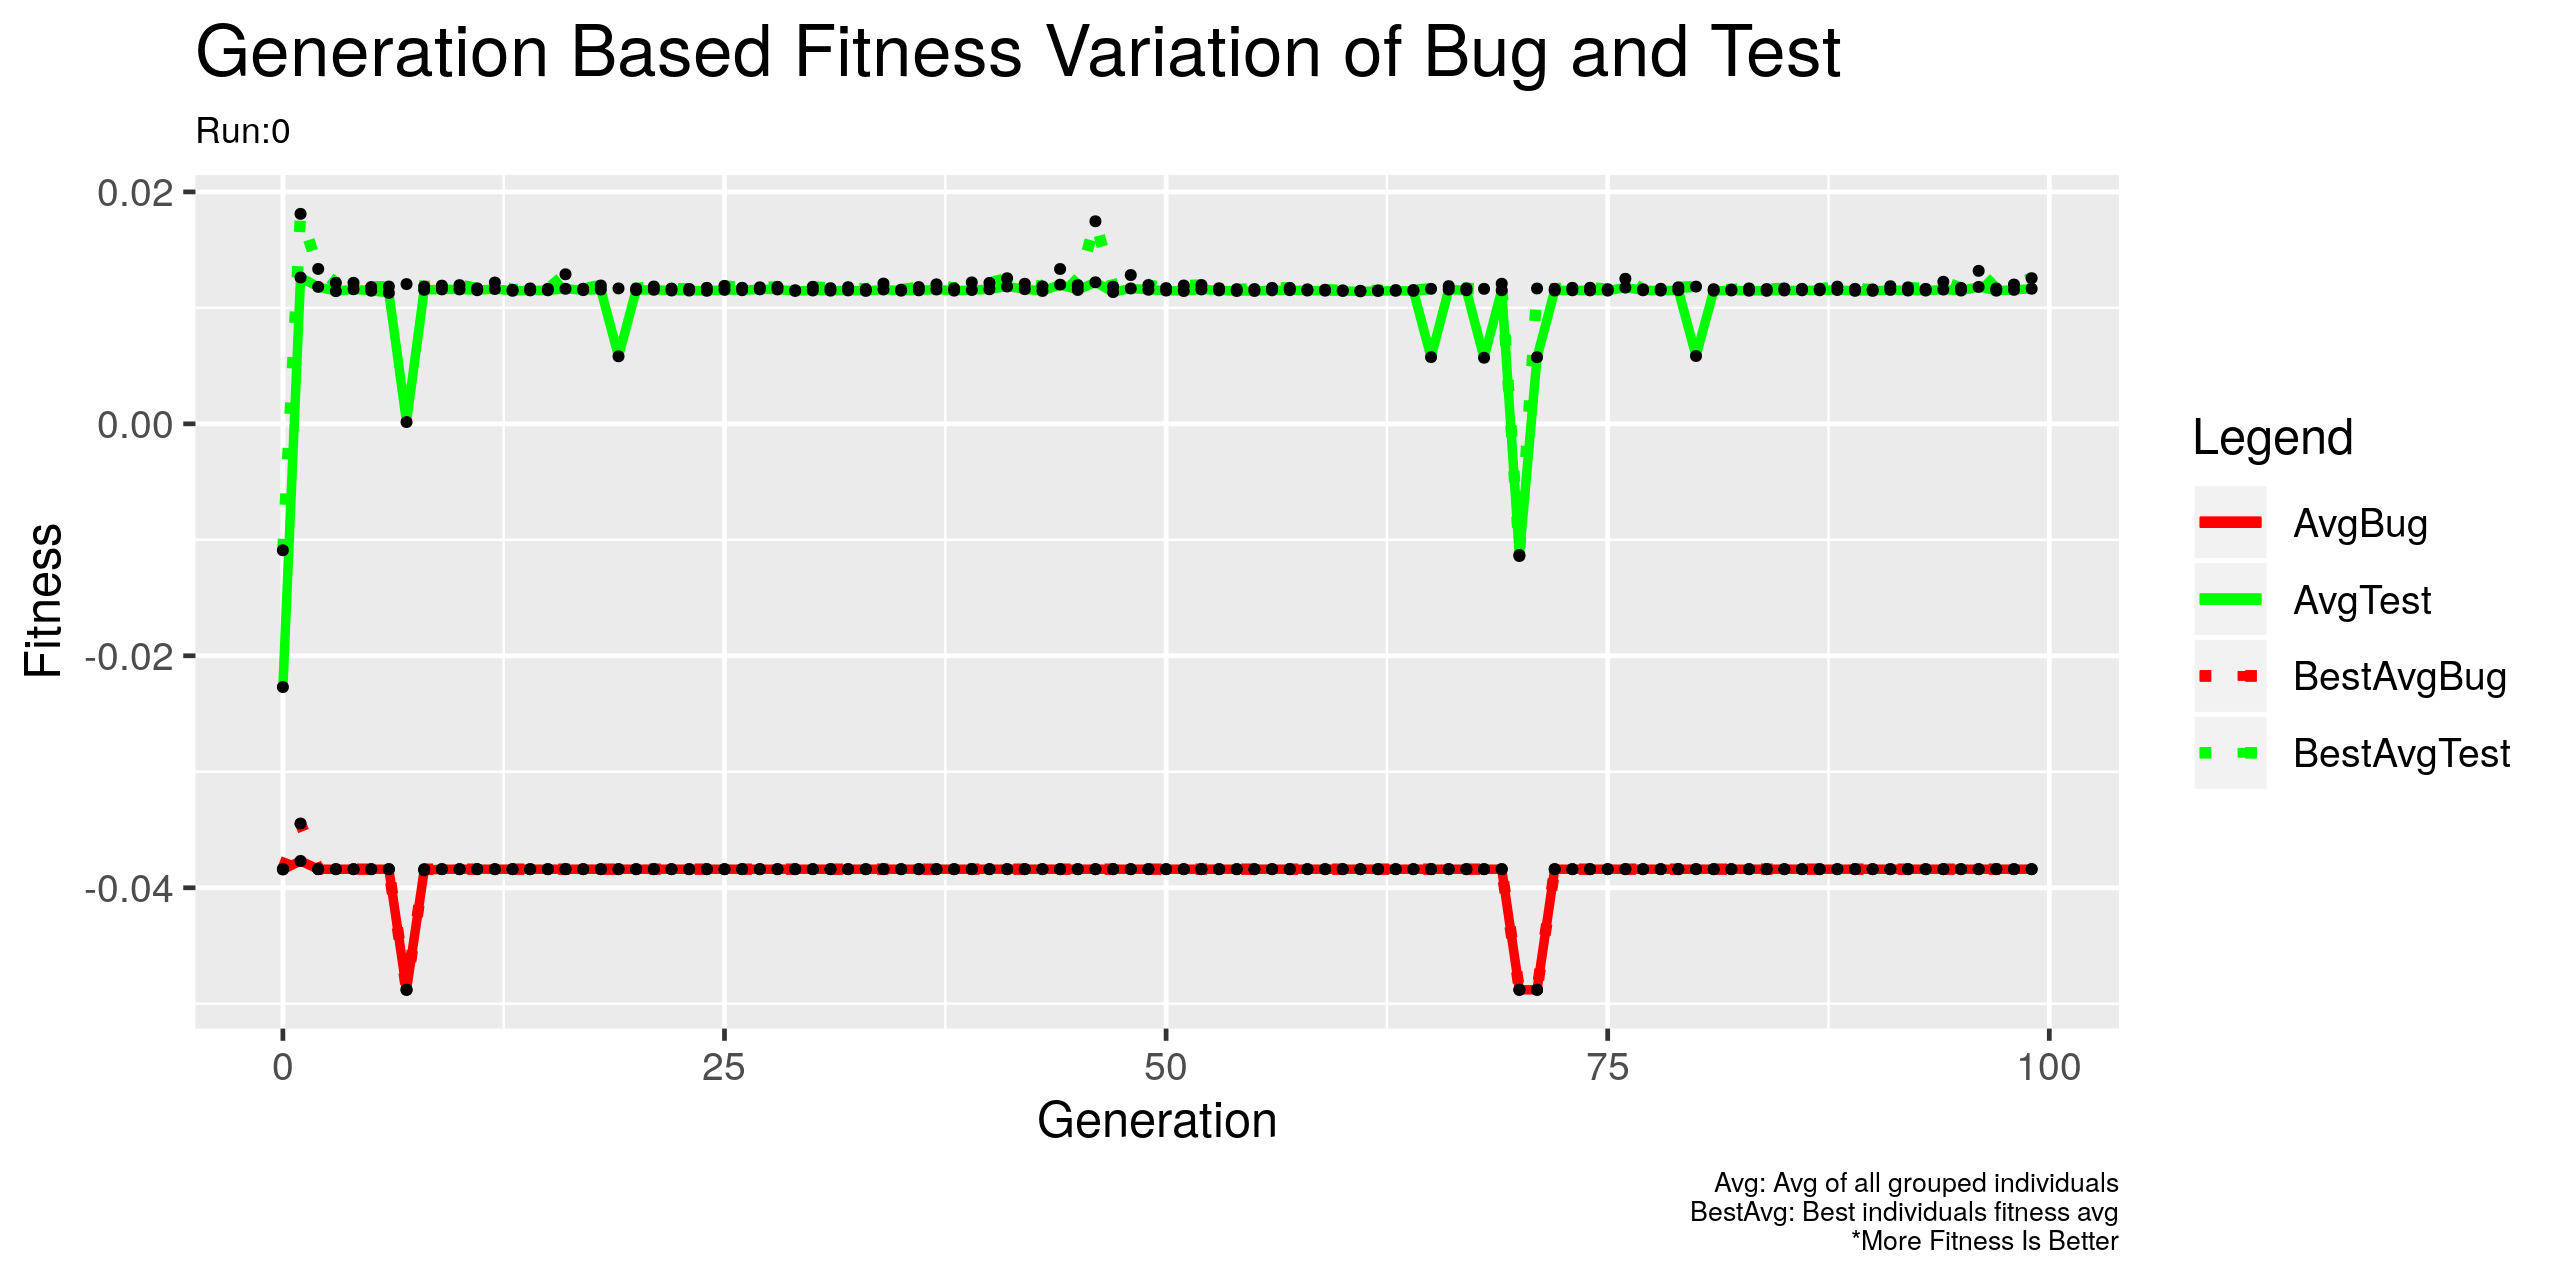 Generation Based Fitness Variation of Bug and Test
Run:0
0.02
0.00
-0.02
-0.04
Fitness
0
25
50
75
100
Generation
Legend
AvgBug
AvgTest
BestAvgBug
BestAvgTest
Avg: Avg of all grouped individuals
BestAvg: Best individuals fitness avg
*More Fitness Is Better